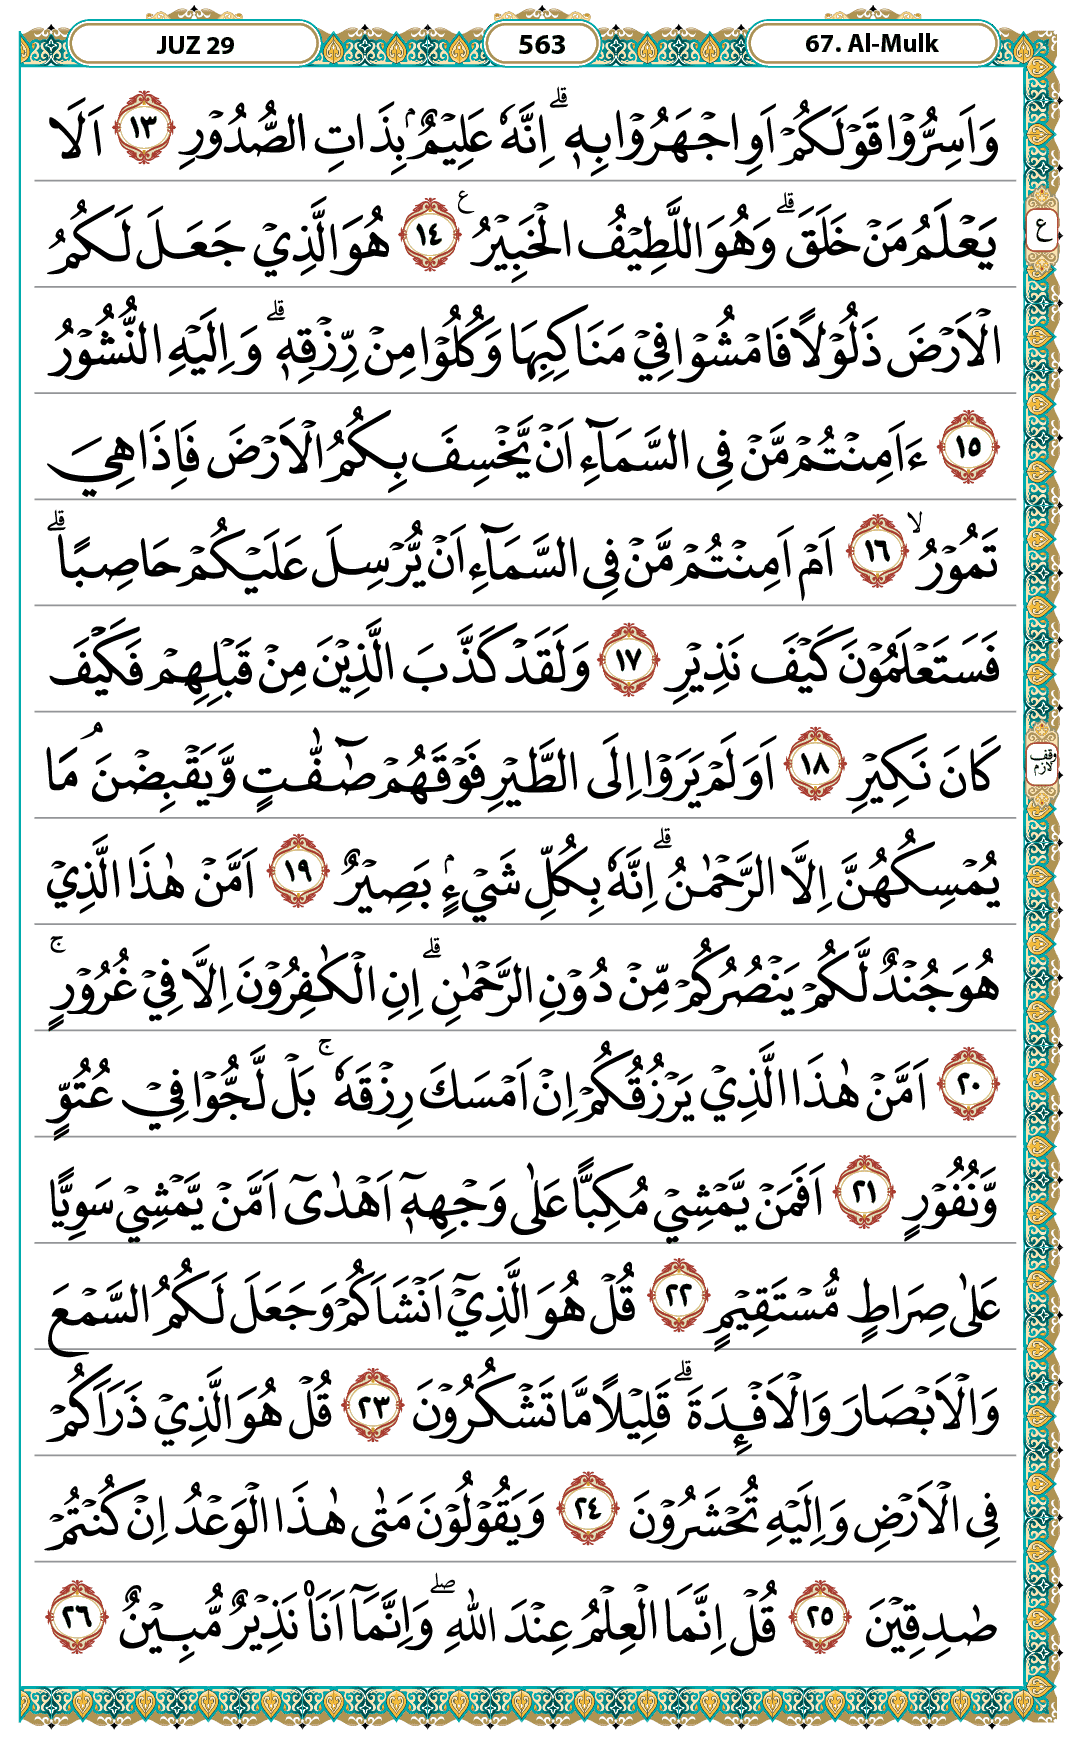 JUZ 29
563
67. Al-Mulk
وَاَسِرُّوْا قَوْلَكُمْ اَوِ اجْهَرُوْا بِهٖ ۗ اِنَّهٗ عَلِيْمٌ ۢبِذَاتِ الصُّدُوْرِ ١٣ اَلَا
يَعْلَمُ مَنْ خَلَقَ ۗ وَهُوَ اللَّطِيْفُ الْخَبِيْرُ ࣖ ١٤ هُوَ الَّذِيْ جَعَلَ لَكُمُ
ع
الْاَرْضَ ذَلُوْلًا فَامْشُوْا فِيْ مَنَاكِبِهَا وَكُلُوْا مِنْ رِّزْقِهٖ ۗ وَاِلَيْهِ النُّشُوْرُ
١٥ ءَاَمِنْتُمْ مَّنْ فِى السَّمَاۤءِ اَنْ يَّخْسِفَ بِكُمُ الْاَرْضَ فَاِذَا هِيَ
تَمُوْرُ ۙ ١٦ اَمْ اَمِنْتُمْ مَّنْ فِى السَّمَاۤءِ اَنْ يُّرْسِلَ عَلَيْكُمْ حَاصِبًا ۗ
فَسَتَعْلَمُوْنَ كَيْفَ نَذِيْرِ ١٧ وَلَقَدْ كَذَّبَ الَّذِيْنَ مِنْ قَبْلِهِمْ فَكَيْفَ
كَانَ نَكِيْرِ ١٨ اَوَلَمْ يَرَوْا اِلَى الطَّيْرِ فَوْقَهُمْ صٰۤفّٰتٍ وَّيَقْبِضْنَ ۘ مَا
وقف لازم
يُمْسِكُهُنَّ اِلَّا الرَّحْمٰنُ ۗ اِنَّهٗ بِكُلِّ شَيْءٍ ۢ بَصِيْرٌ ١٩ اَمَّنْ هٰذَا الَّذِيْ
هُوَ جُنْدٌ لَّكُمْ يَنْصُرُكُمْ مِّنْ دُوْنِ الرَّحْمٰنِ ۗ اِنِ الْكٰفِرُوْنَ اِلَّا فِيْ غُرُوْرٍ ۚ
٢٠ اَمَّنْ هٰذَا الَّذِيْ يَرْزُقُكُمْ اِنْ اَمْسَكَ رِزْقَهٗ ۚ بَلْ لَّجُّوْا فِيْ عُتُوٍّ
وَّنُفُوْرٍ ٢١ اَفَمَنْ يَّمْشِيْ مُكِبًّا عَلٰى وَجْهِهٖٓ اَهْدٰىٓ اَمَّنْ يَّمْشِيْ سَوِيًّا
عَلٰى صِرَاطٍ مُّسْتَقِيْمٍ ٢٢ قُلْ هُوَ الَّذِيْٓ اَنْشَاَكُمْ وَجَعَلَ لَكُمُ السَّمْعَ
وَالْاَبْصَارَ وَالْاَفْـِٕدَةَ ۗ قَلِيْلًا مَّا تَشْكُرُوْنَ ٢٣ قُلْ هُوَ الَّذِيْ ذَرَاَكُمْ
فِى الْاَرْضِ وَاِلَيْهِ تُحْشَرُوْنَ ٢٤ وَيَقُوْلُوْنَ مَتٰى هٰذَا الْوَعْدُ اِنْ كُنْتُمْ
صٰدِقِيْنَ ٢٥ قُلْ اِنَّمَا الْعِلْمُ عِنْدَ اللّٰهِ ۖ وَاِنَّمَآ اَنَا۠ نَذِيْرٌ مُّبِيْنٌ ٢٦